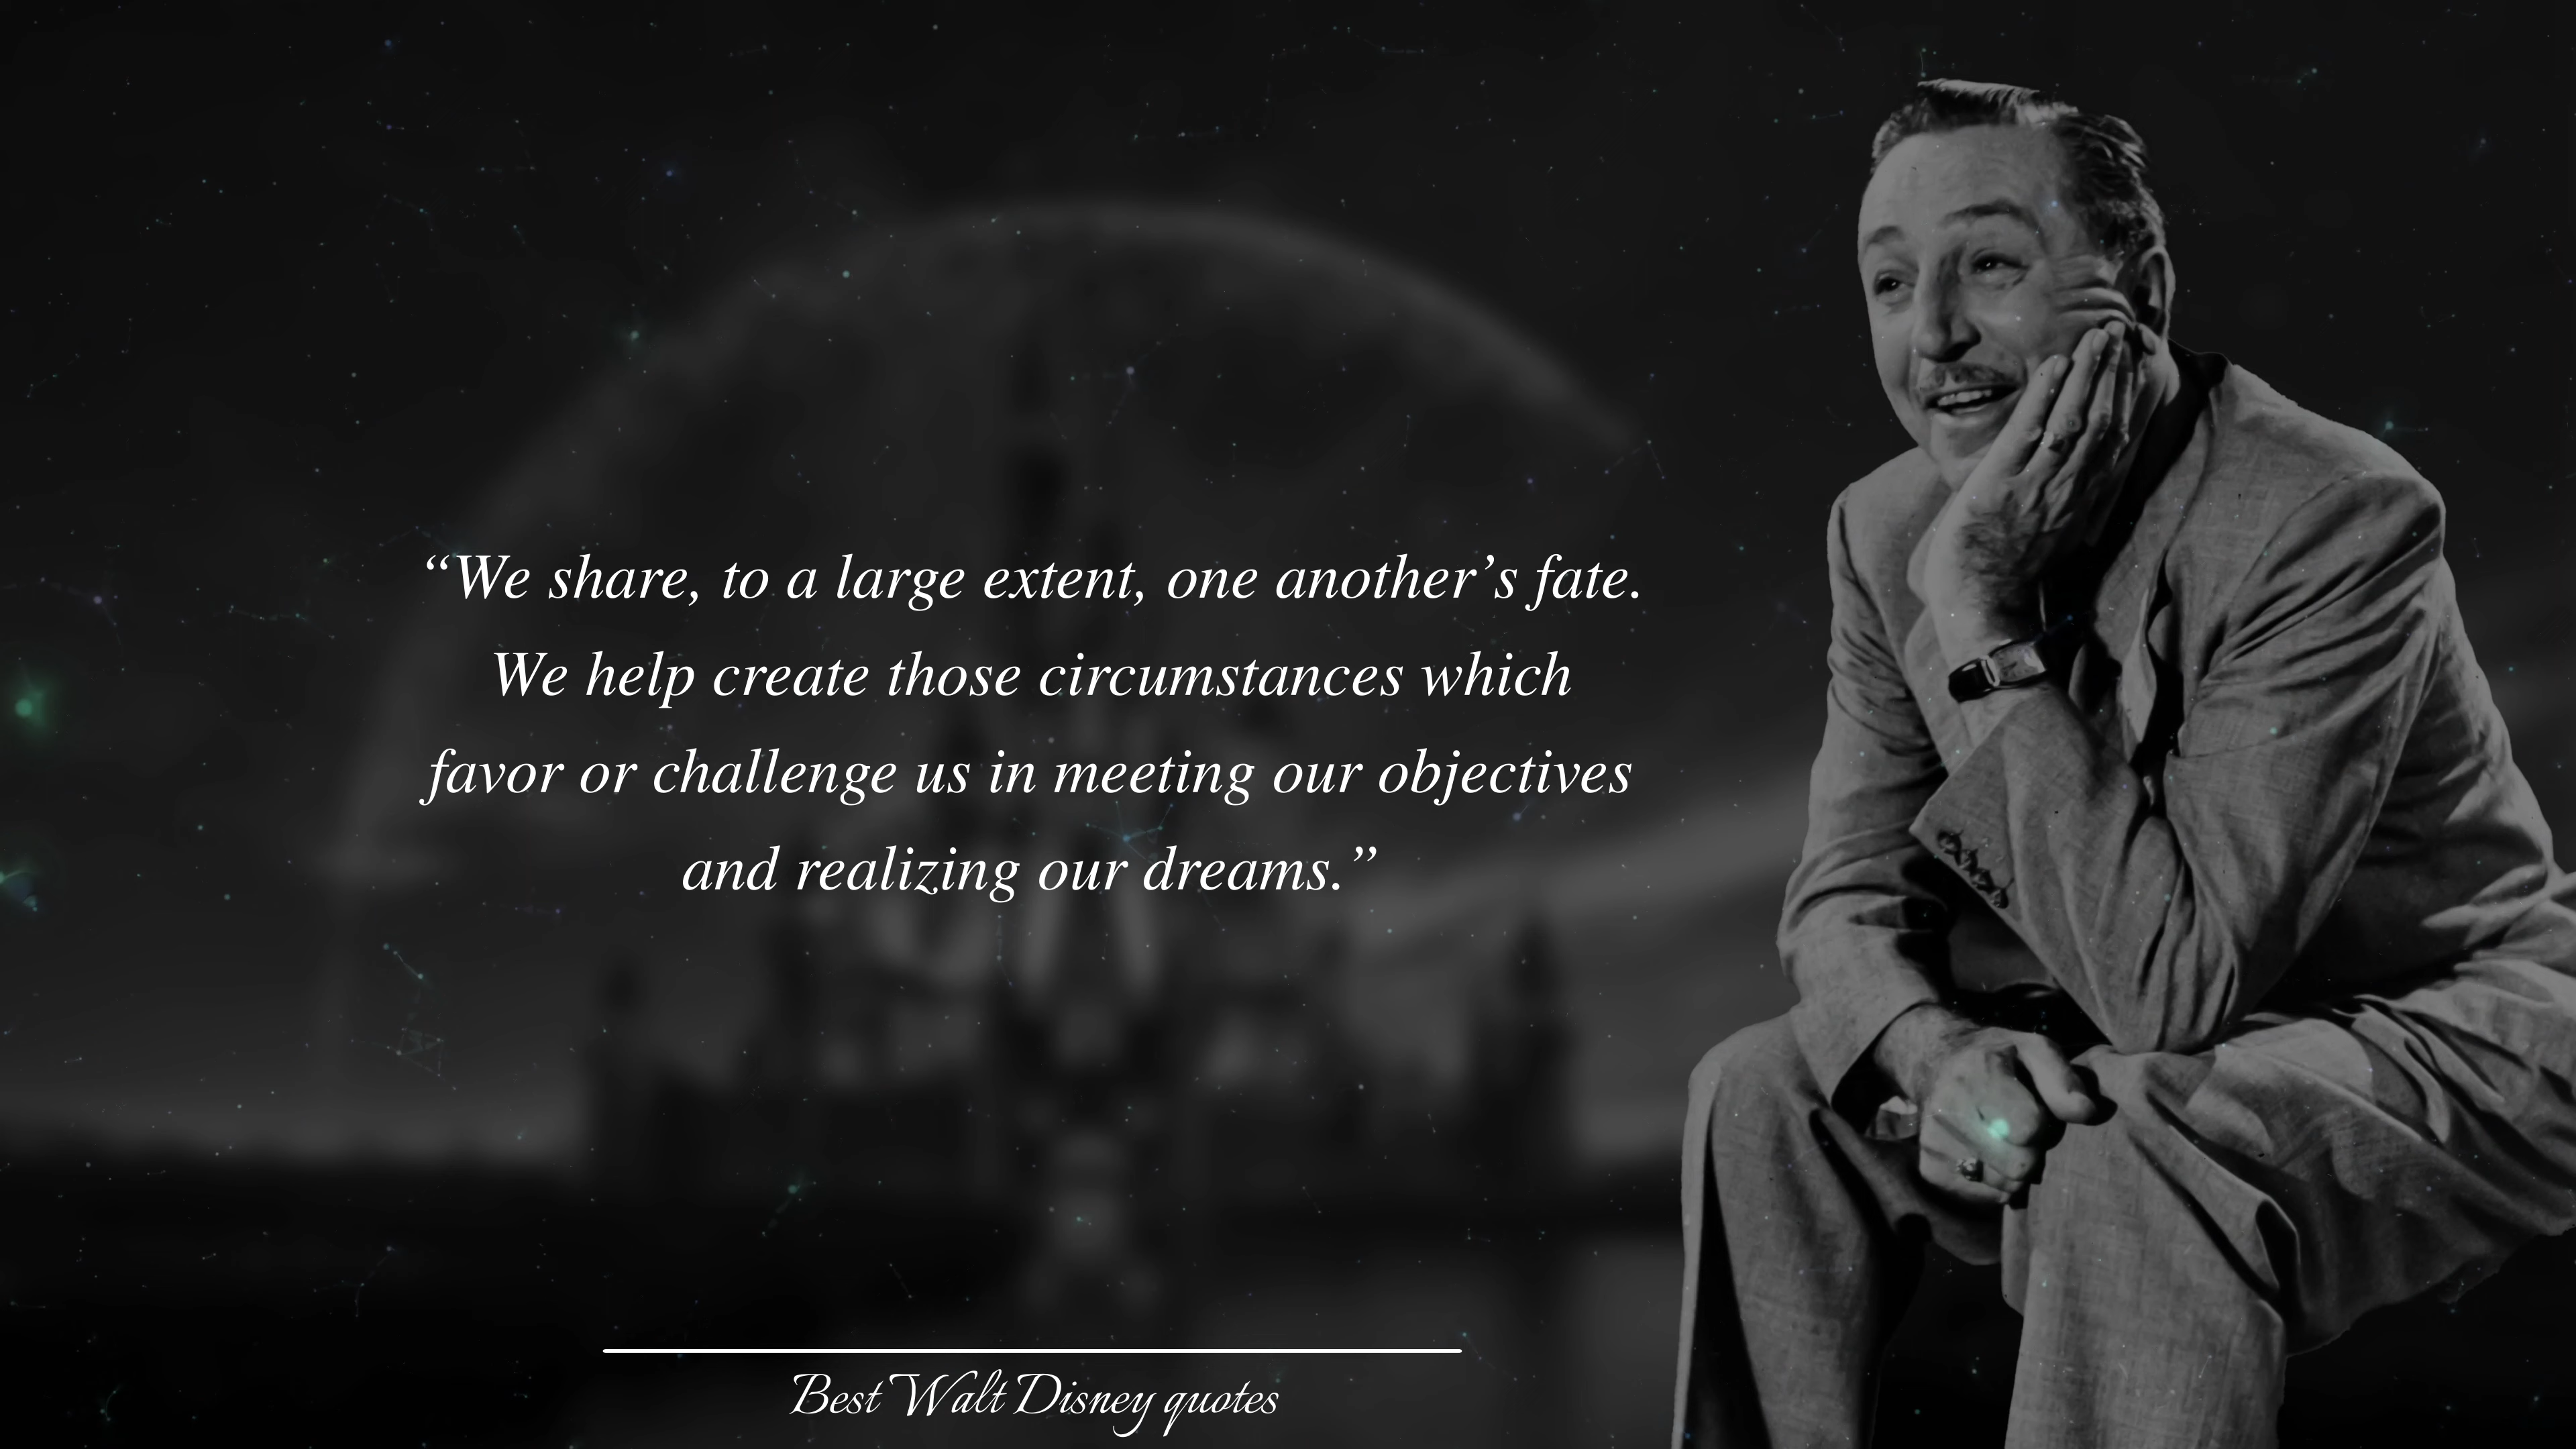 “We share, to a large extent, one another’s fate.
We help create those circumstances which
favor or challenge us in meeting our objectives
and realizing our dreams.”
Best Walt Disney quotes